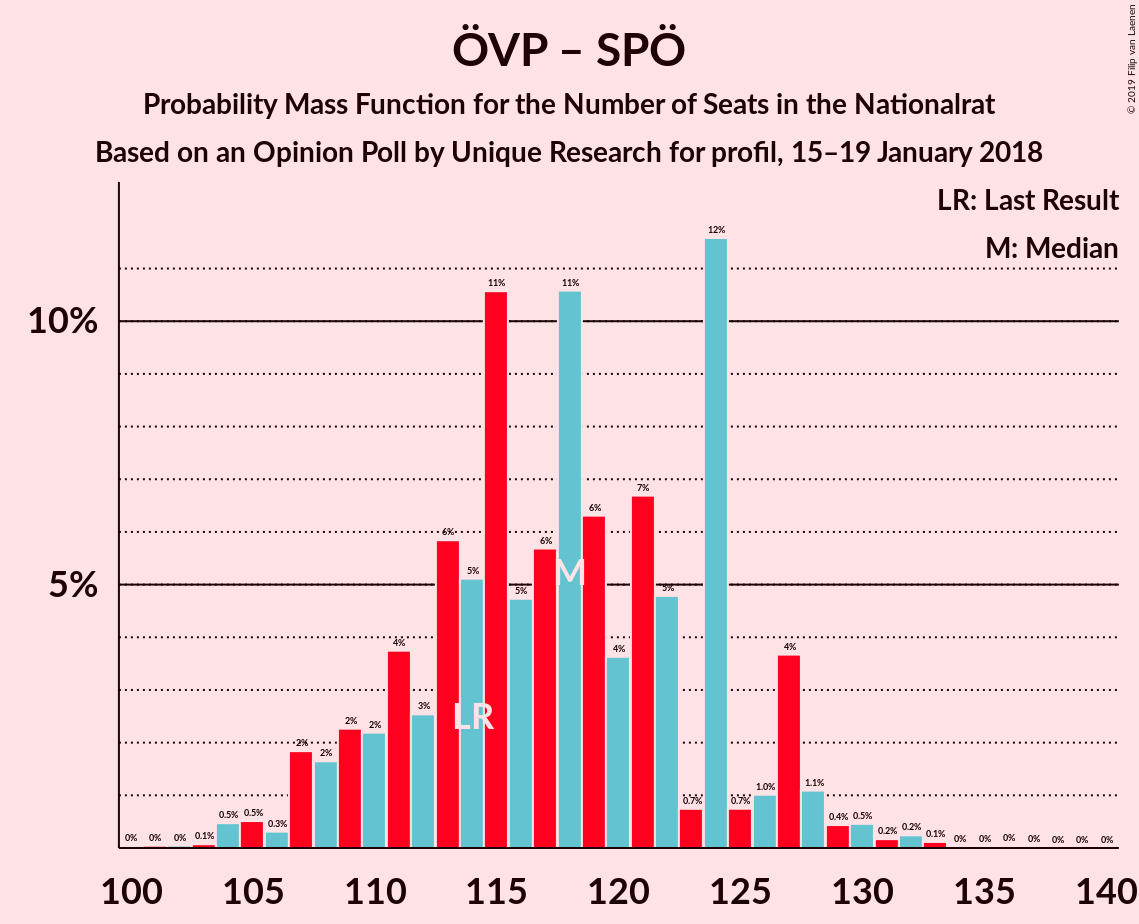 ÖVP – SPÖ
Probability Mass Function for the Number of Seats in the Nationalrat
Based on an Opinion Poll by Unique Research for profil, 15–19 January 2018
© 2019 Filip van Laenen
LR: Last Result
M: Median
10%
5%
0% 0% 0% 0.1% 0.5% 0.5% 0.3% 2% 2% 2% 2% 4% 3% 6% 5% 11% 5% 6% 11% 6% 4% 7% 5% 0.7% 12% 0.7% 1.0% 4% 1.1% 0.4% 0.5% 0.2% 0.2% 0.1% 0% 0% 0% 0% 0% 0% 0%
M
LR
100 105 110 115 120 125 130 135 140